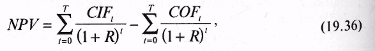 NPV = \sum_{t=0}^{T} \frac{CIF_t}{(1+R)^t} - \sum_{t=0}^{T} \frac{COF_t}{(1+R)^t}, (19.36)